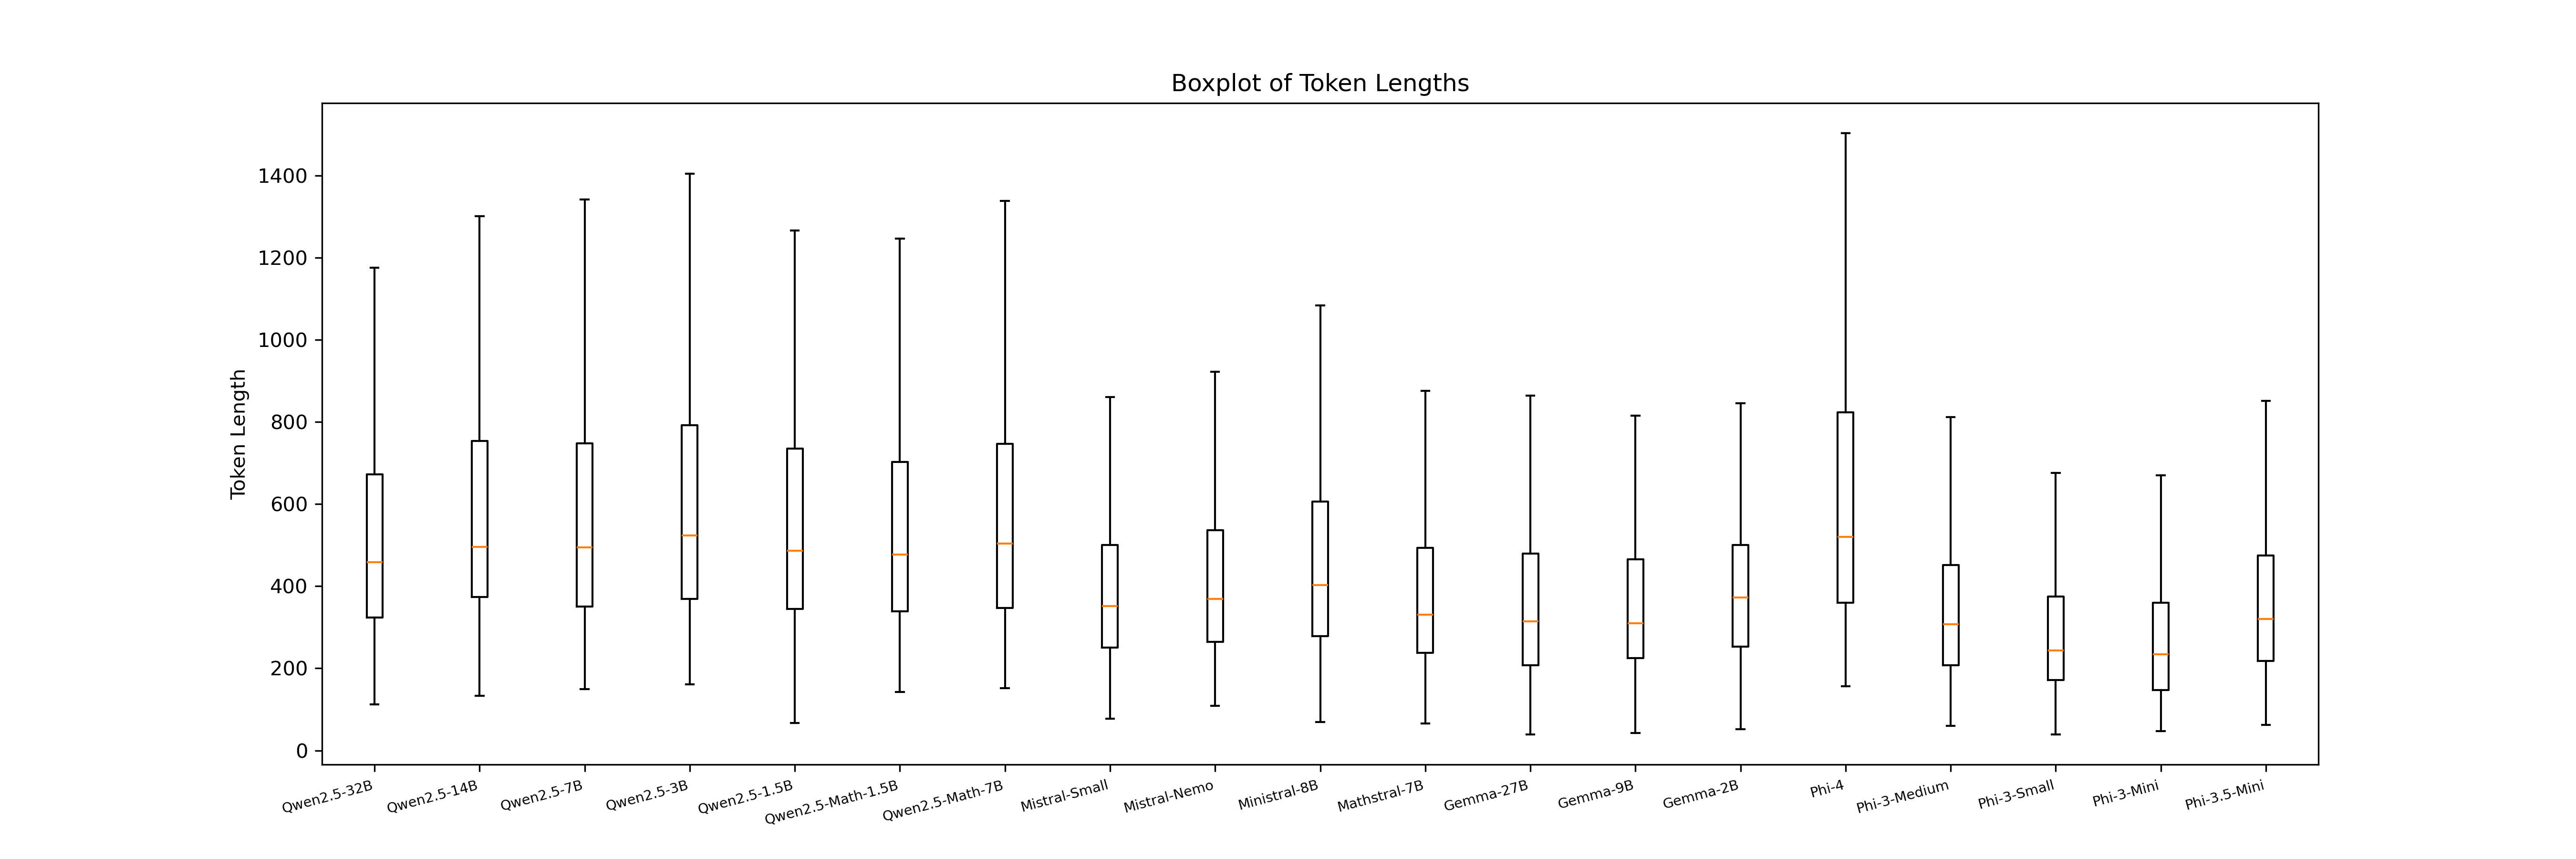 Boxplot of Token Lengths
Token Length
1400
1200
1000
800
600
400
200
0
Qwen2.5-32B
Qwen2.5-14B
Qwen2.5-7B
Qwen2.5-3B
Qwen2.5-1.5B
Qwen2.5-Math-1.5B
Qwen2.5-Math-7B
Mistral-Small
Mistral-Nemo
Ministral-8B
Mathstral-7B
Gemma-27B
Gemma-9B
Gemma-2B
Phi-4
Phi-3-Medium
Phi-3-Small
Phi-3-Mini
Phi-3.5-Mini